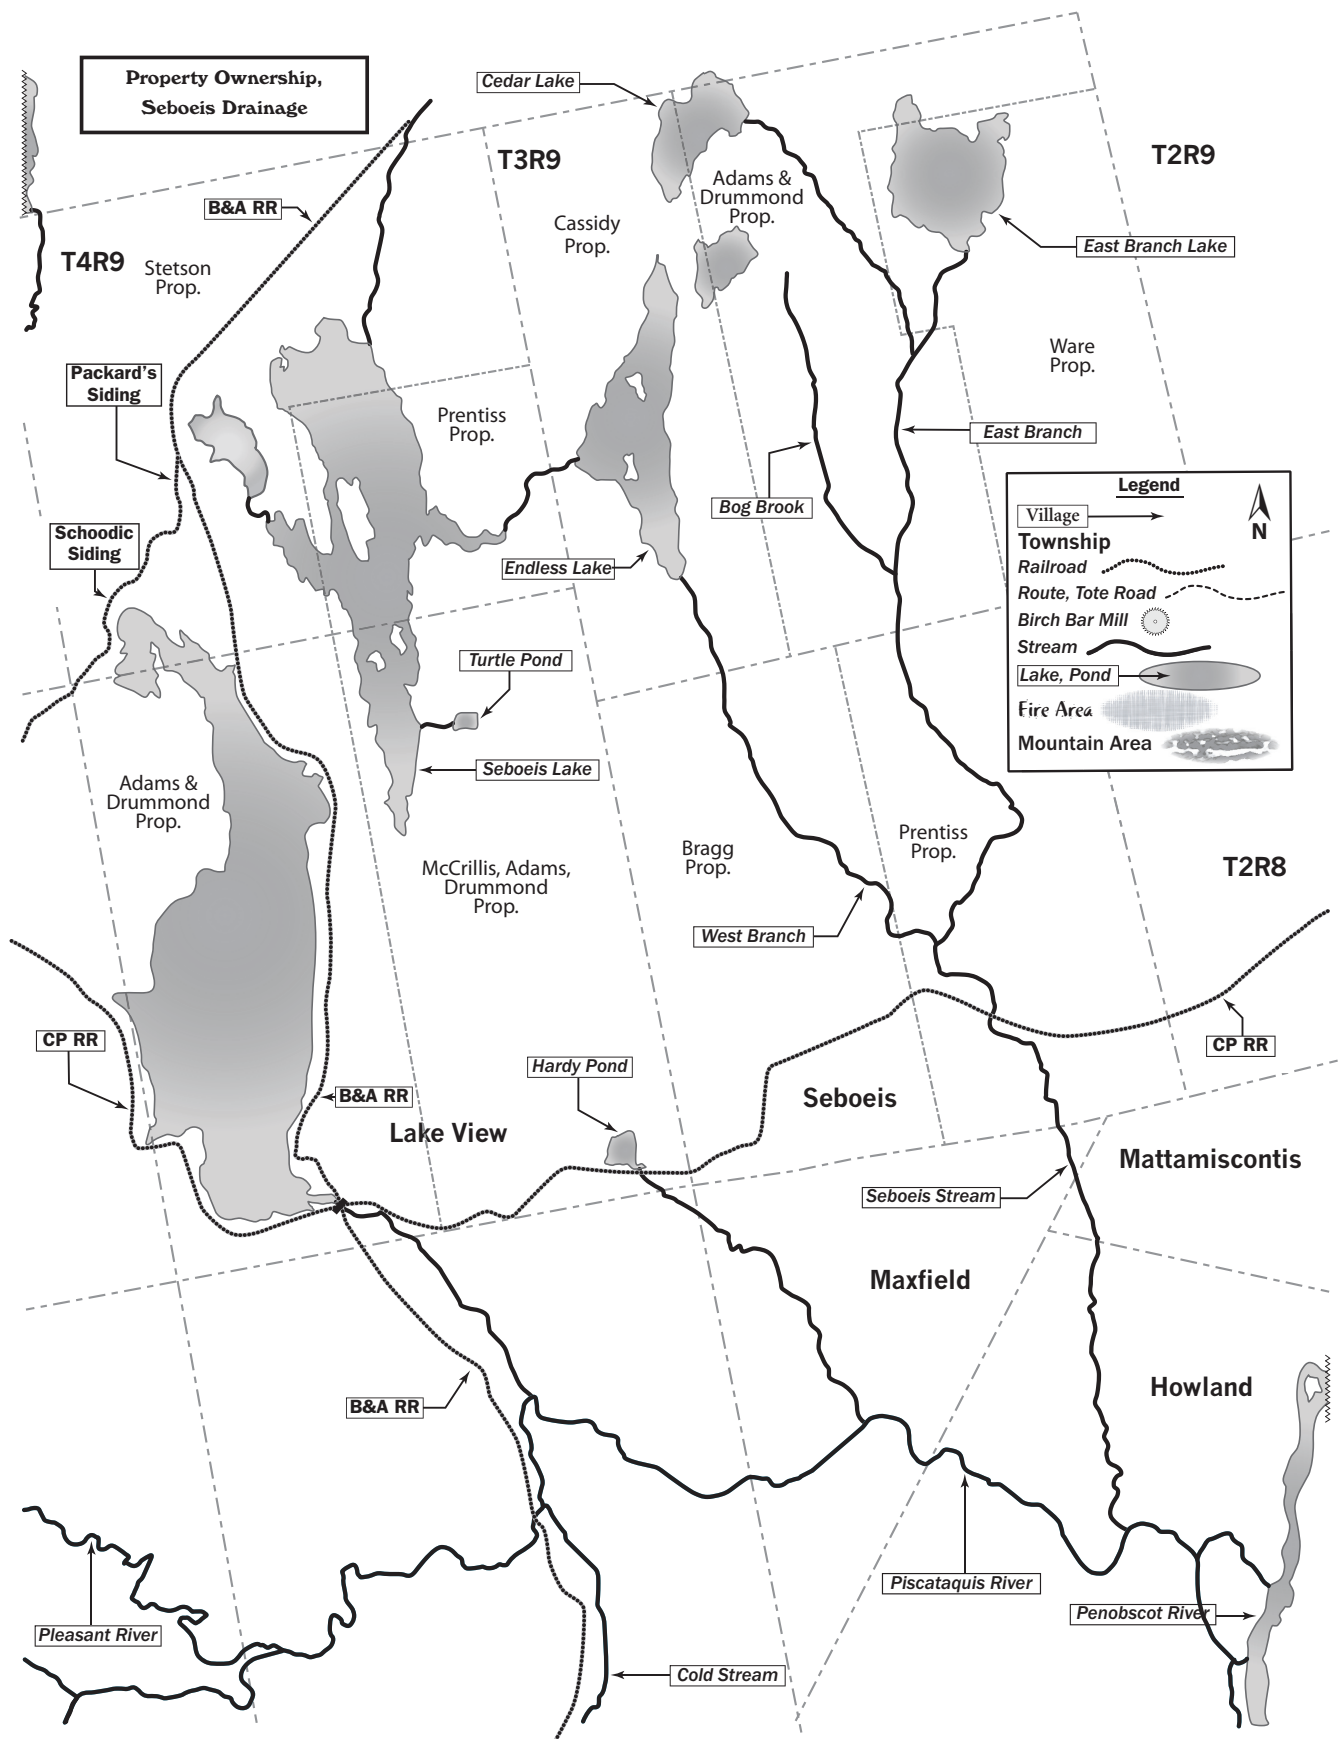 Property Ownership,
Seboeis Drainage
Cedar Lake
T3R9
T2R9
Adams &
Drummond
Prop.
B&A RR
Cassidy
Prop.
East Branch Lake
T4R9
Stetson
Prop.
Ware
Prop.
Packard's
Siding
Prentiss
Prop.
East Branch
Bog Brook
Legend
Village
N
Township
Railroad
Route, Tote Road
Birch Bar Mill
Stream
Lake, Pond
Fire Area
Mountain Area
Schoodic
Siding
Endless Lake
Turtle Pond
Seboeis Lake
Adams &
Drummond
Prop.
McCrillis, Adams,
Drummond
Prop.
Bragg
Prop.
Prentiss
Prop.
T2R8
West Branch
CP RR
CP RR
Hardy Pond
B&A RR
Seboeis
Lake View
Mattamiscontis
Seboeis Stream
Maxfield
Howland
B&A RR
Piscataquis River
Penobscot River
Pleasant River
Cold Stream